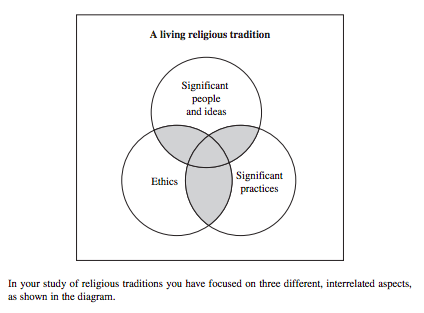 A living religious tradition
Significant
people
and ideas
Ethics
Significant
practices
In your study of religious traditions you have focused on three different, interrelated aspects,
as shown in the diagram.